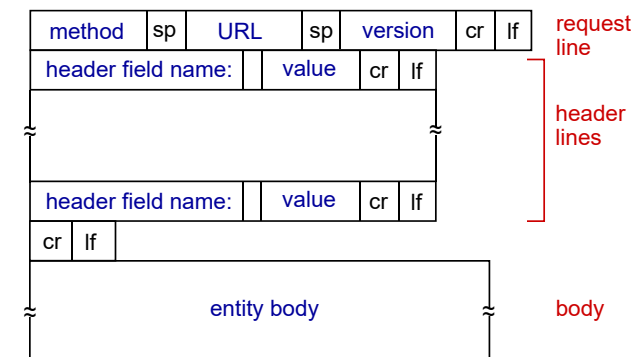 method sp URL sp version cr lf request line
header field name: value cr lf
header lines
header field name: value cr lf
cr lf
entity body body